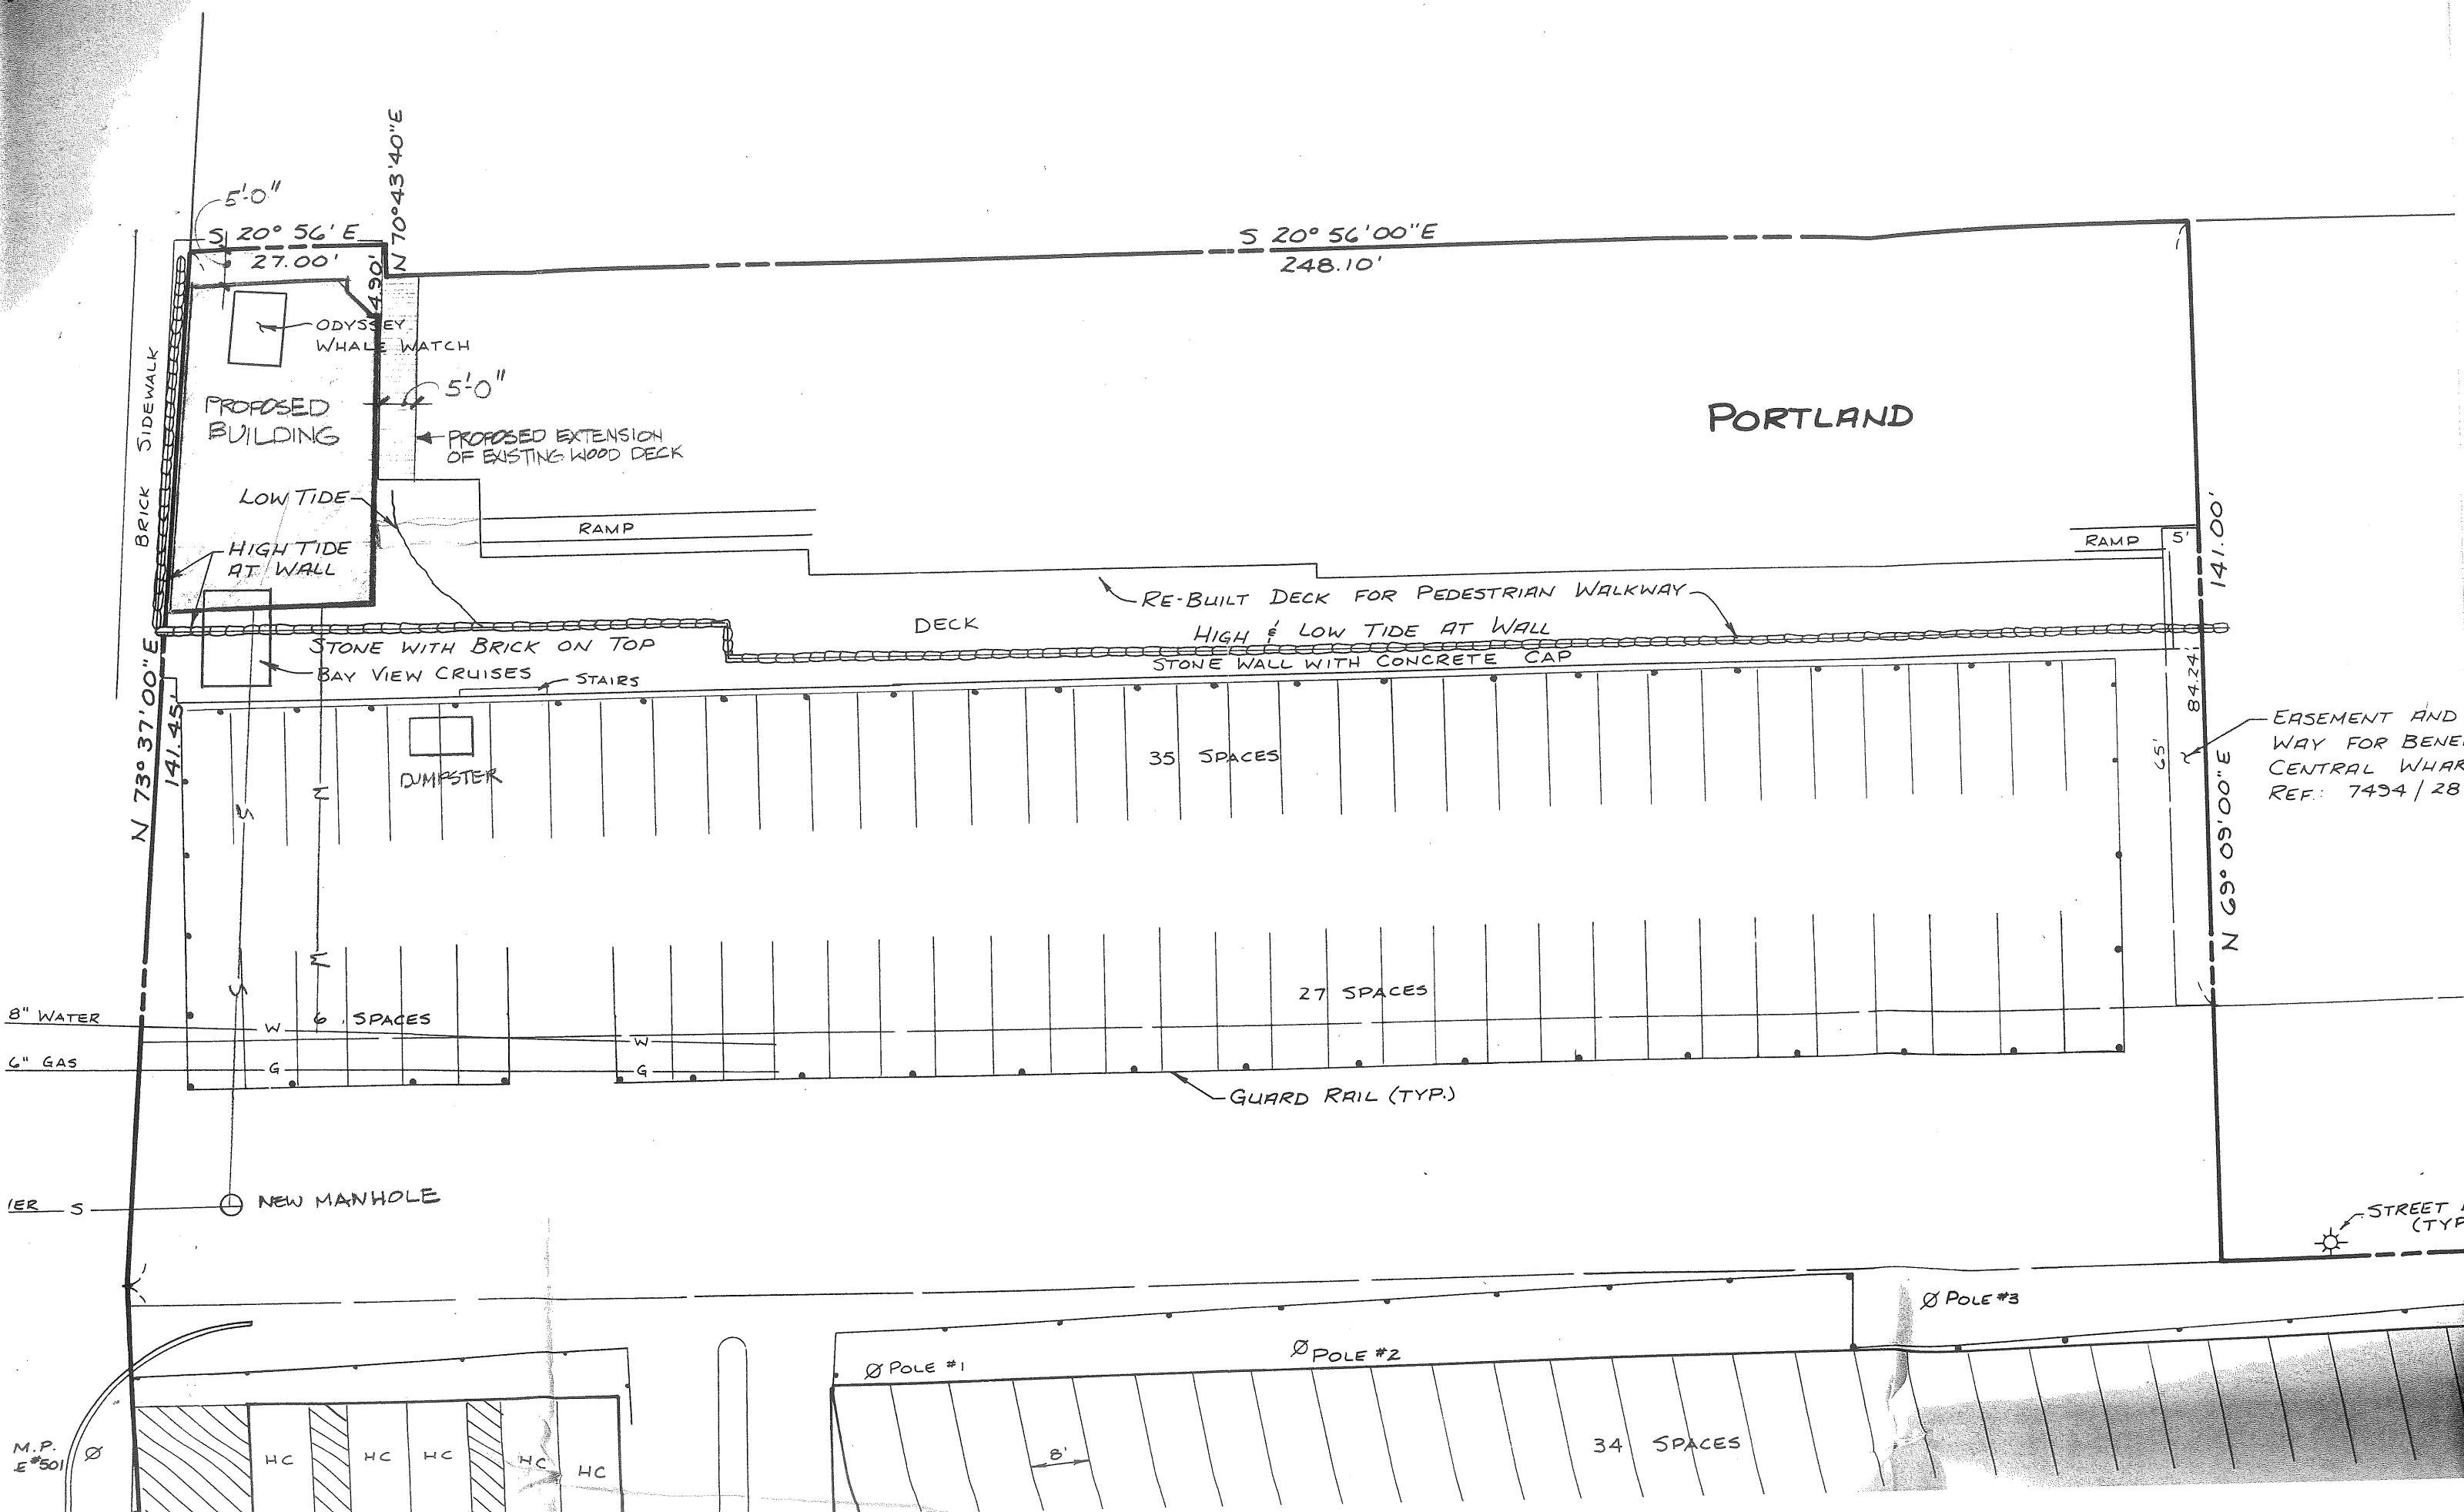 5'-0"
S 20° 56' E
27.00'
N 70° 43' 40" E
4.90'
S 20° 56' 00" E
248.10'
ODYSSEY
WHALE WATCH
5'-0"
PROPOSED
BUILDING
PROPOSED EXTENSION
OF EXISTING WOOD DECK
PORTLAND
BRICK SIDEWALK
LOW TIDE
HIGH TIDE
AT WALL
RAMP
RAMP
5'
141.00'
RE-BUILT DECK FOR PEDESTRIAN WALKWAY
DECK
HIGH & LOW TIDE AT WALL
STONE WITH BRICK ON TOP
STONE WALL WITH CONCRETE CAP
BAY VIEW CRUISES
STAIRS
N 73° 37' 00" E
141.45'
84.24'
65'
N 69° 09' 00" E
EASEMENT AND
WAY FOR BENE
CENTRAL WHAR
REF.: 7494/28
DUMPSTER
35 SPACES
S
W
S
W
27 SPACES
6 SPACES
8" WATER
W
W
6" GAS
G
G
GUARD RAIL (TYP.)
NEW MANHOLE
S
STREET
(TYP
Ø POLE #3
Ø POLE #2
Ø POLE #1
M.P.
E #501
Ø
HC
HC
HC
HC
HC
8'
34 SPACES